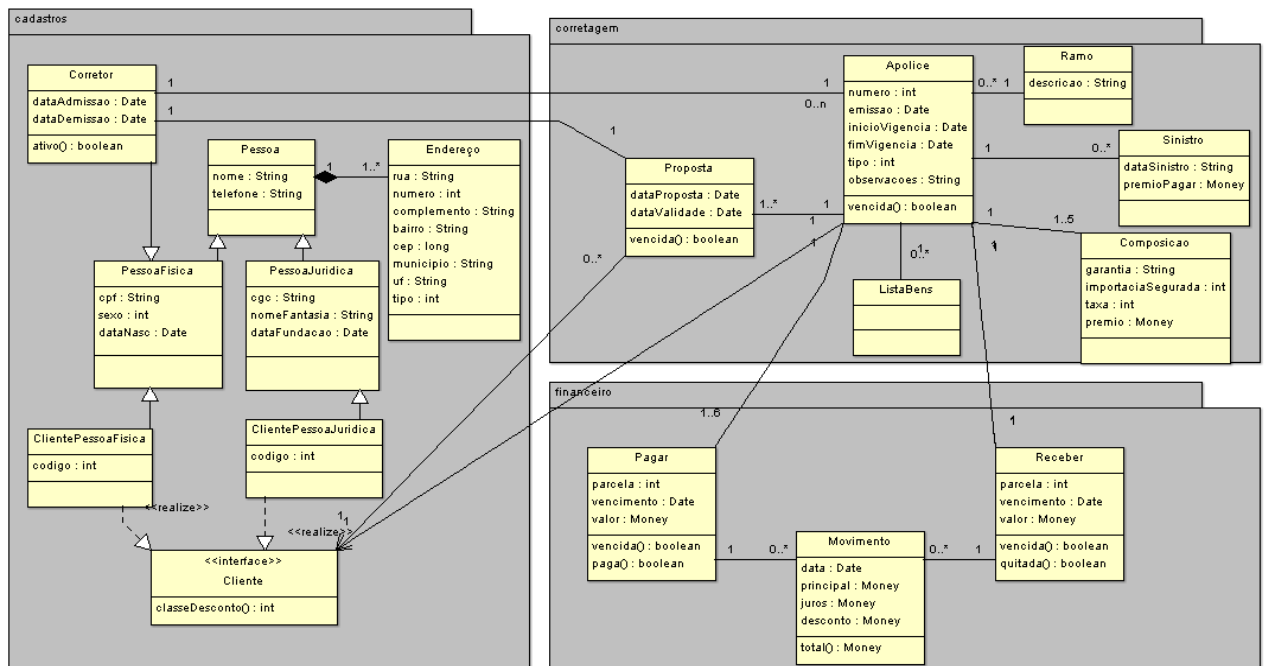 cadastros
Corretor
dataAdmissao : Date
dataDemissao : Date
ativo() : boolean
1
1
Pessoa
nome : String
telefone : String
1
1..*
Endereço
rua : String
numero : int
complemento : String
bairro : String
cep : long
municipio : String
uf : String
tipo : int
PessoaFisica
cpf : String
sexo : int
dataNasc : Date
PessoaJuridica
cgc : String
nomeFantasia : String
dataFundacao : Date
ClientePessoaFisica
codigo : int
ClientePessoaJuridica
codigo : int
<<realize>>
<<realize>>
1
1
<<interface>>
Cliente
classeDesconto() : int
corretagem
1
0..n
1
Apolice
numero : int
emissao : Date
inicioVigencia : Date
fimVigencia : Date
tipo : int
observacoes : String
vencida() : boolean
0..*
1
Ramo
descricao : String
1
0..*
Sinistro
dataSinistro : String
premioPagar : Money
Proposta
dataProposta : Date
dataValidade : Date
vencida() : boolean
1..*
1
1
1
0..*
1
1..5
1
Composicao
garantia : String
importaciaSegurada : int
taxa : int
premio : Money
1
0..*
ListaBens
financeiro
1..6
1
Pagar
parcela : int
vencimento : Date
valor : Money
vencida() : boolean
paga() : boolean
1
0..*
Movimento
data : Date
principal : Money
juros : Money
desconto : Money
total() : Money
0..*
1
Receber
parcela : int
vencimento : Date
valor : Money
vencida() : boolean
quitada() : boolean